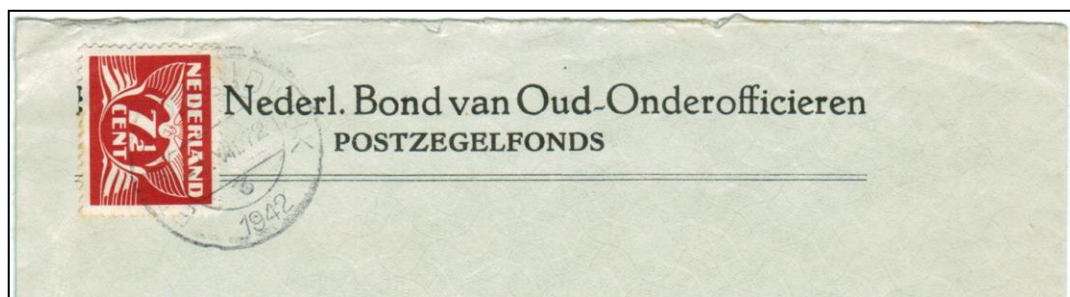 NEDERLAND
7½
CENT
1942
Nederl. Bond van Oud-Onderofficieren
POSTZEGELFONDS